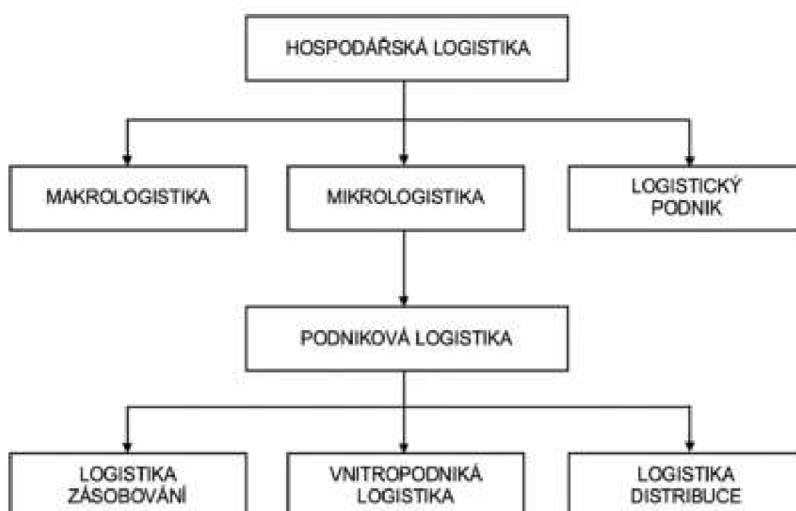 HOSPODÁŘSKÁ LOGISTIKA
MAKROLOGISTIKA
MIKROLOGISTIKA
LOGISTICKÝ
PODNIK
PODNIKOVÁ LOGISTIKA
LOGISTIKA
ZÁSOBOVÁNÍ
VNITROPODNIKÁ
LOGISTIKA
LOGISTIKA
DISTRIBUCE